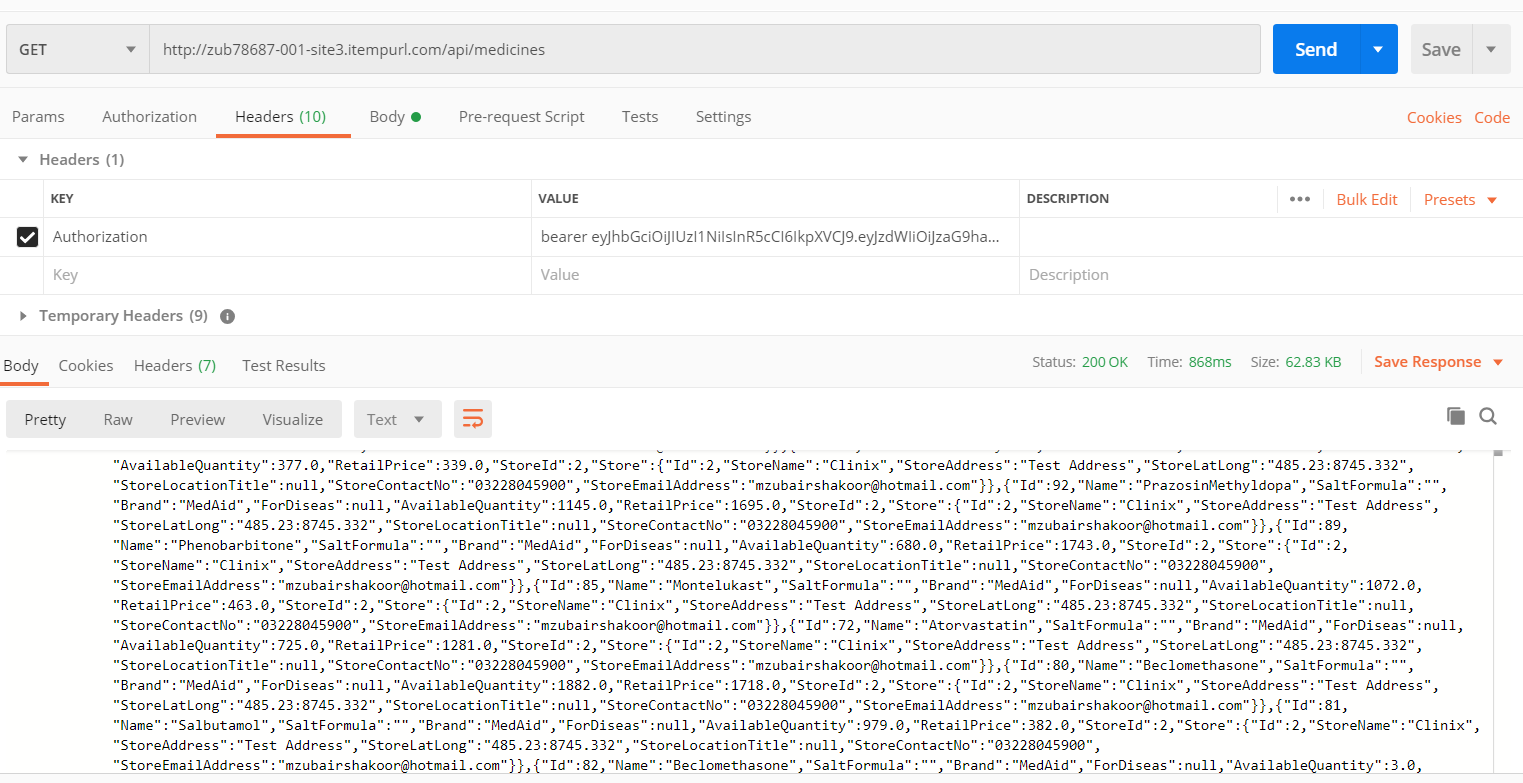 GET http://zub78687-001-site3.itempurl.com/api/medicines Send Save
Params Authorization Headers (10) Body Pre-request Script Tests Settings Cookies Code
Headers (1)
KEY VALUE DESCRIPTION ••• Bulk Edit Presets
Authorization bearer eyJhbGciOiJIUzI1NiIsInR5cCI6IkpXVCJ9.eyJzdWIiOiJzaG9ha...
Key Value Description
Temporary Headers (9)
Body Cookies Headers (7) Test Results Status: 200 OK Time: 868ms Size: 62.83 KB Save Response
Pretty Raw Preview Visualize Text
"AvailableQuantity":377.0,"RetailPrice":339.0,"StoreId":2,"Store":{"Id":2,"StoreName":"Clinix","StoreAddress":"Test Address","StoreLatLong":"485.23:8745.332",
"StoreLocationTitle":null,"StoreContactNo":"03228045900","StoreEmailAddress":"mzubairshakoor@hotmail.com"}},{"Id":92,"Name":"PrazosinMethyldopa","SaltFormula":"",
"Brand":"MedAid","ForDiseas":null,"AvailableQuantity":1145.0,"RetailPrice":1695.0,"StoreId":2,"Store":{"Id":2,"StoreName":"Clinix","StoreAddress":"Test Address",
"StoreLatLong":"485.23:8745.332","StoreLocationTitle":null,"StoreContactNo":"03228045900","StoreEmailAddress":"mzubairshakoor@hotmail.com"}},{"Id":89,
"Name":"Phenobarbitone","SaltFormula":"","Brand":"MedAid","ForDiseas":null,"AvailableQuantity":680.0,"RetailPrice":1743.0,"StoreId":2,"Store":{"Id":2,
"StoreName":"Clinix","StoreAddress":"Test Address","StoreLatLong":"485.23:8745.332","StoreLocationTitle":null,"StoreContactNo":"03228045900",
"StoreEmailAddress":"mzubairshakoor@hotmail.com"}},{"Id":85,"Name":"Montelukast","SaltFormula":"","Brand":"MedAid","ForDiseas":null,"AvailableQuantity":1072.0,
"RetailPrice":463.0,"StoreId":2,"Store":{"Id":2,"StoreName":"Clinix","StoreAddress":"Test Address","StoreLatLong":"485.23:8745.332","StoreLocationTitle":null,
"StoreContactNo":"03228045900","StoreEmailAddress":"mzubairshakoor@hotmail.com"}},{"Id":72,"Name":"Atorvastatin","SaltFormula":"","Brand":"MedAid","ForDiseas":null,
"AvailableQuantity":725.0,"RetailPrice":1281.0,"StoreId":2,"Store":{"Id":2,"StoreName":"Clinix","StoreAddress":"Test Address","StoreLatLong":"485.23:8745.332",
"StoreLocationTitle":null,"StoreContactNo":"03228045900","StoreEmailAddress":"mzubairshakoor@hotmail.com"}},{"Id":80,"Name":"Beclomethasone","SaltFormula":"",
"Brand":"MedAid","ForDiseas":null,"AvailableQuantity":1882.0,"RetailPrice":1718.0,"StoreId":2,"Store":{"Id":2,"StoreName":"Clinix","StoreAddress":"Test Address",
"StoreLatLong":"485.23:8745.332","StoreLocationTitle":null,"StoreContactNo":"03228045900","StoreEmailAddress":"mzubairshakoor@hotmail.com"}},{"Id":81,
"Name":"Salbutamol","SaltFormula":"","Brand":"MedAid","ForDiseas":null,"AvailableQuantity":979.0,"RetailPrice":382.0,"StoreId":2,"Store":{"Id":2,"StoreName":"Clinix",
"StoreAddress":"Test Address","StoreLatLong":"485.23:8745.332","StoreLocationTitle":null,"StoreContactNo":"03228045900",
"StoreEmailAddress":"mzubairshakoor@hotmail.com"}},{"Id":82,"Name":"Beclomethasone","SaltFormula":"","Brand":"MedAid","ForDiseas":null,"AvailableQuantity":3.0,